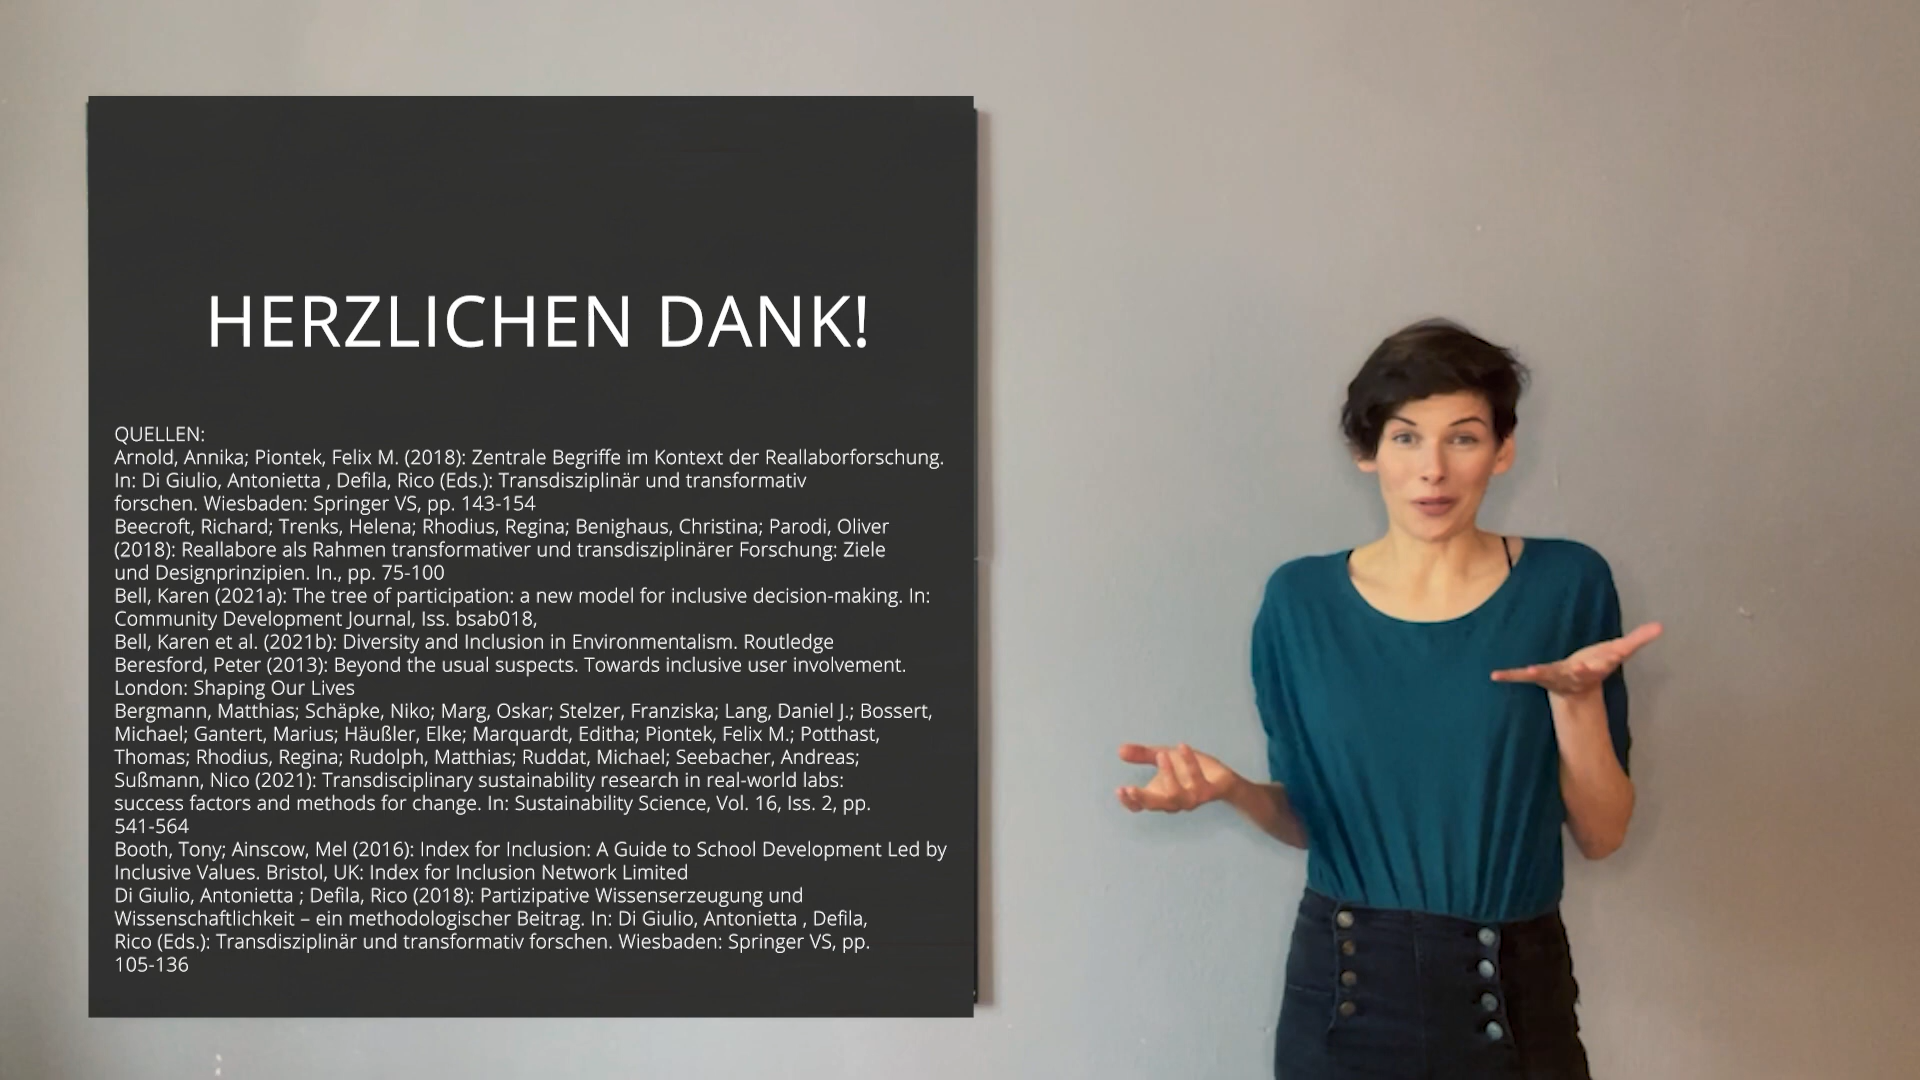 HERZLICHEN DANK!
QUELLEN:
Arnold, Annika; Piontek, Felix M. (2018): Zentrale Begriffe im Kontext der Reallaborforschung.
In: Di Giulio, Antonietta , Defila, Rico (Eds.): Transdisziplinär und transformativ
forschen. Wiesbaden: Springer VS, pp. 143-154
Beecroft, Richard; Trenks, Helena; Rhodius, Regina; Benighaus, Christina; Parodi, Oliver
(2018): Reallabore als Rahmen transformativer und transdisziplinärer Forschung: Ziele
und Designprinzipien. In., pp. 75-100
Bell, Karen (2021a): The tree of participation: a new model for inclusive decision-making. In:
Community Development Journal, Iss. bsab018,
Bell, Karen et al. (2021b): Diversity and Inclusion in Environmentalism. Routledge
Beresford, Peter (2013): Beyond the usual suspects. Towards inclusive user involvement.
London: Shaping Our Lives
Bergmann, Matthias; Schäpke, Niko; Marg, Oskar; Stelzer, Franziska; Lang, Daniel J.; Bossert,
Michael; Gantert, Marius; Häußler, Elke; Marquardt, Editha; Piontek, Felix M.; Potthast,
Thomas; Rhodius, Regina; Rudolph, Matthias; Ruddat, Michael; Seebacher, Andreas;
Sußmann, Nico (2021): Transdisciplinary sustainability research in real-world labs:
success factors and methods for change. In: Sustainability Science, Vol. 16, Iss. 2, pp.
541-564
Booth, Tony; Ainscow, Mel (2016): Index for Inclusion: A Guide to School Development Led by
Inclusive Values. Bristol, UK: Index for Inclusion Network Limited
Di Giulio, Antonietta ; Defila, Rico (2018): Partizipative Wissenserzeugung und
Wissenschaftlichkeit – ein methodologischer Beitrag. In: Di Giulio, Antonietta , Defila,
Rico (Eds.): Transdisziplinär und transformativ forschen. Wiesbaden: Springer VS, pp.
105-136